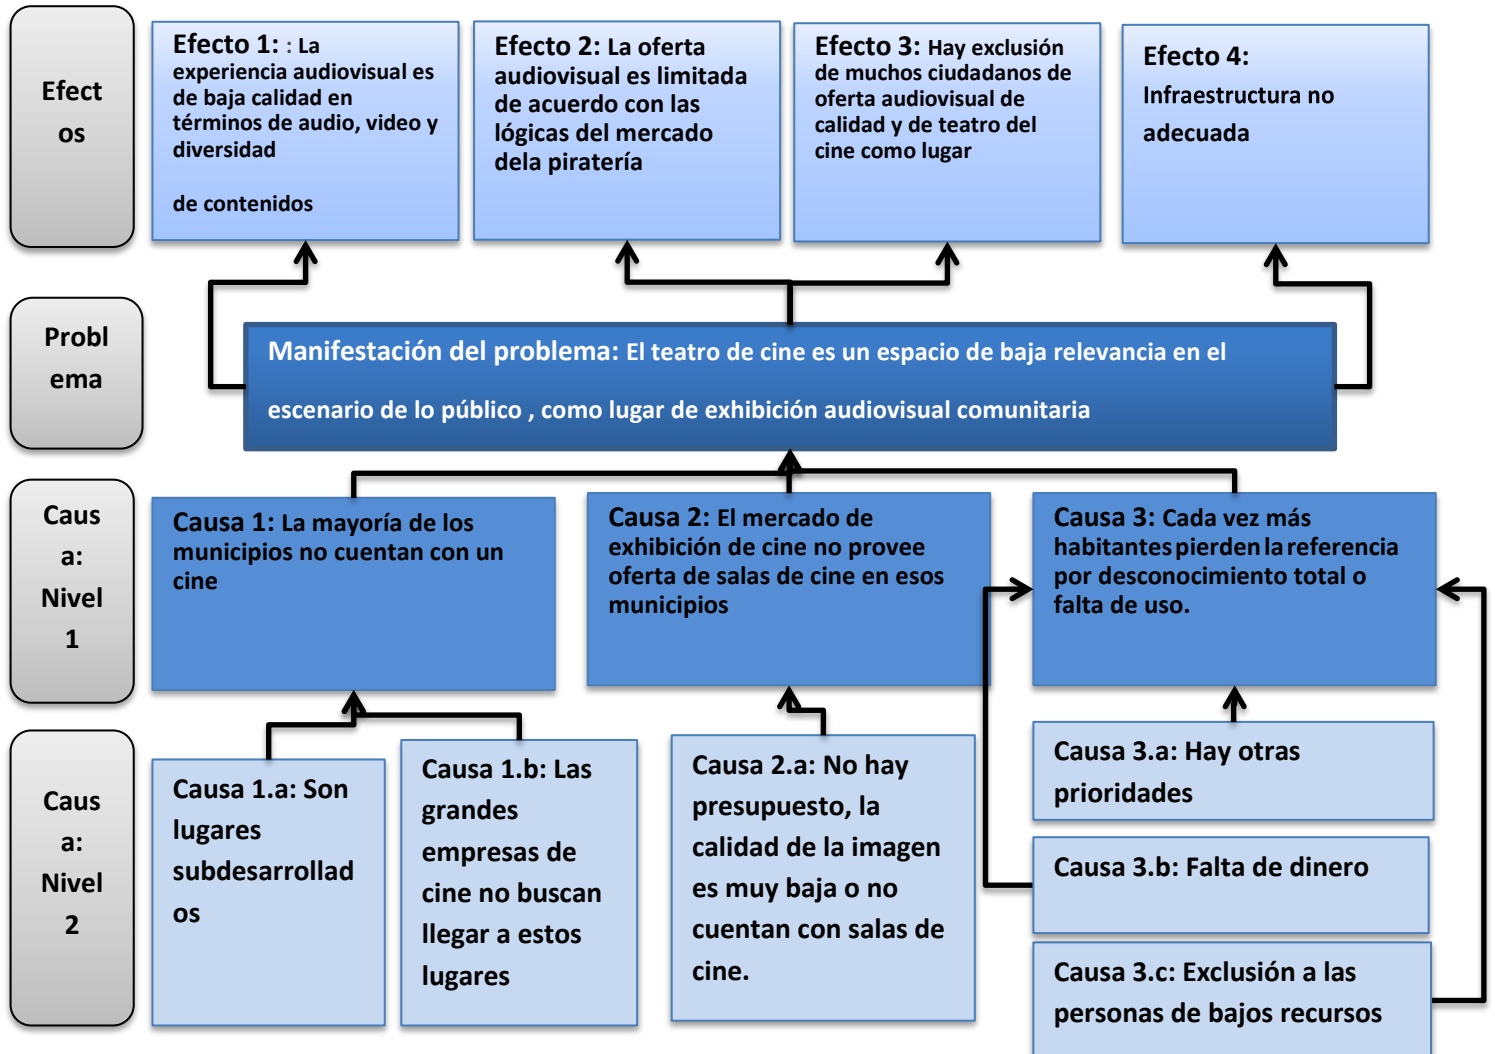 Efect
os
Efecto 1: : La
experiencia audiovisual es
de baja calidad en
términos de audio, video y
diversidad
de contenidos
Efecto 2: La oferta
audiovisual es limitada
de acuerdo con las
lógicas del mercado
dela piratería
Efecto 3: Hay exclusión
de muchos ciudadanos de
oferta audiovisual de
calidad y de teatro del
cine como lugar
Efecto 4:
Infraestructura no
adecuada
Probl
ema
Manifestación del problema: El teatro de cine es un espacio de baja relevancia en el
escenario de lo público , como lugar de exhibición audiovisual comunitaria
Caus
a:
Nivel
1
Causa 1: La mayoría de los
municipios no cuentan con un
cine
Causa 2: El mercado de
exhibición de cine no provee
oferta de salas de cine en esos
municipios
Causa 3: Cada vez más
habitantes pierden la referencia
por desconocimiento total o
falta de uso.
Caus
a:
Nivel
2
Causa 1.a: Son
lugares
subdesarrollad
os
Causa 1.b: Las
grandes
empresas de
cine no buscan
llegar a estos
lugares
Causa 2.a: No hay
presupuesto, la
calidad de la imagen
es muy baja o no
cuentan con salas de
cine.
Causa 3.a: Hay otras
prioridades
Causa 3.b: Falta de dinero
Causa 3.c: Exclusión a las
personas de bajos recursos